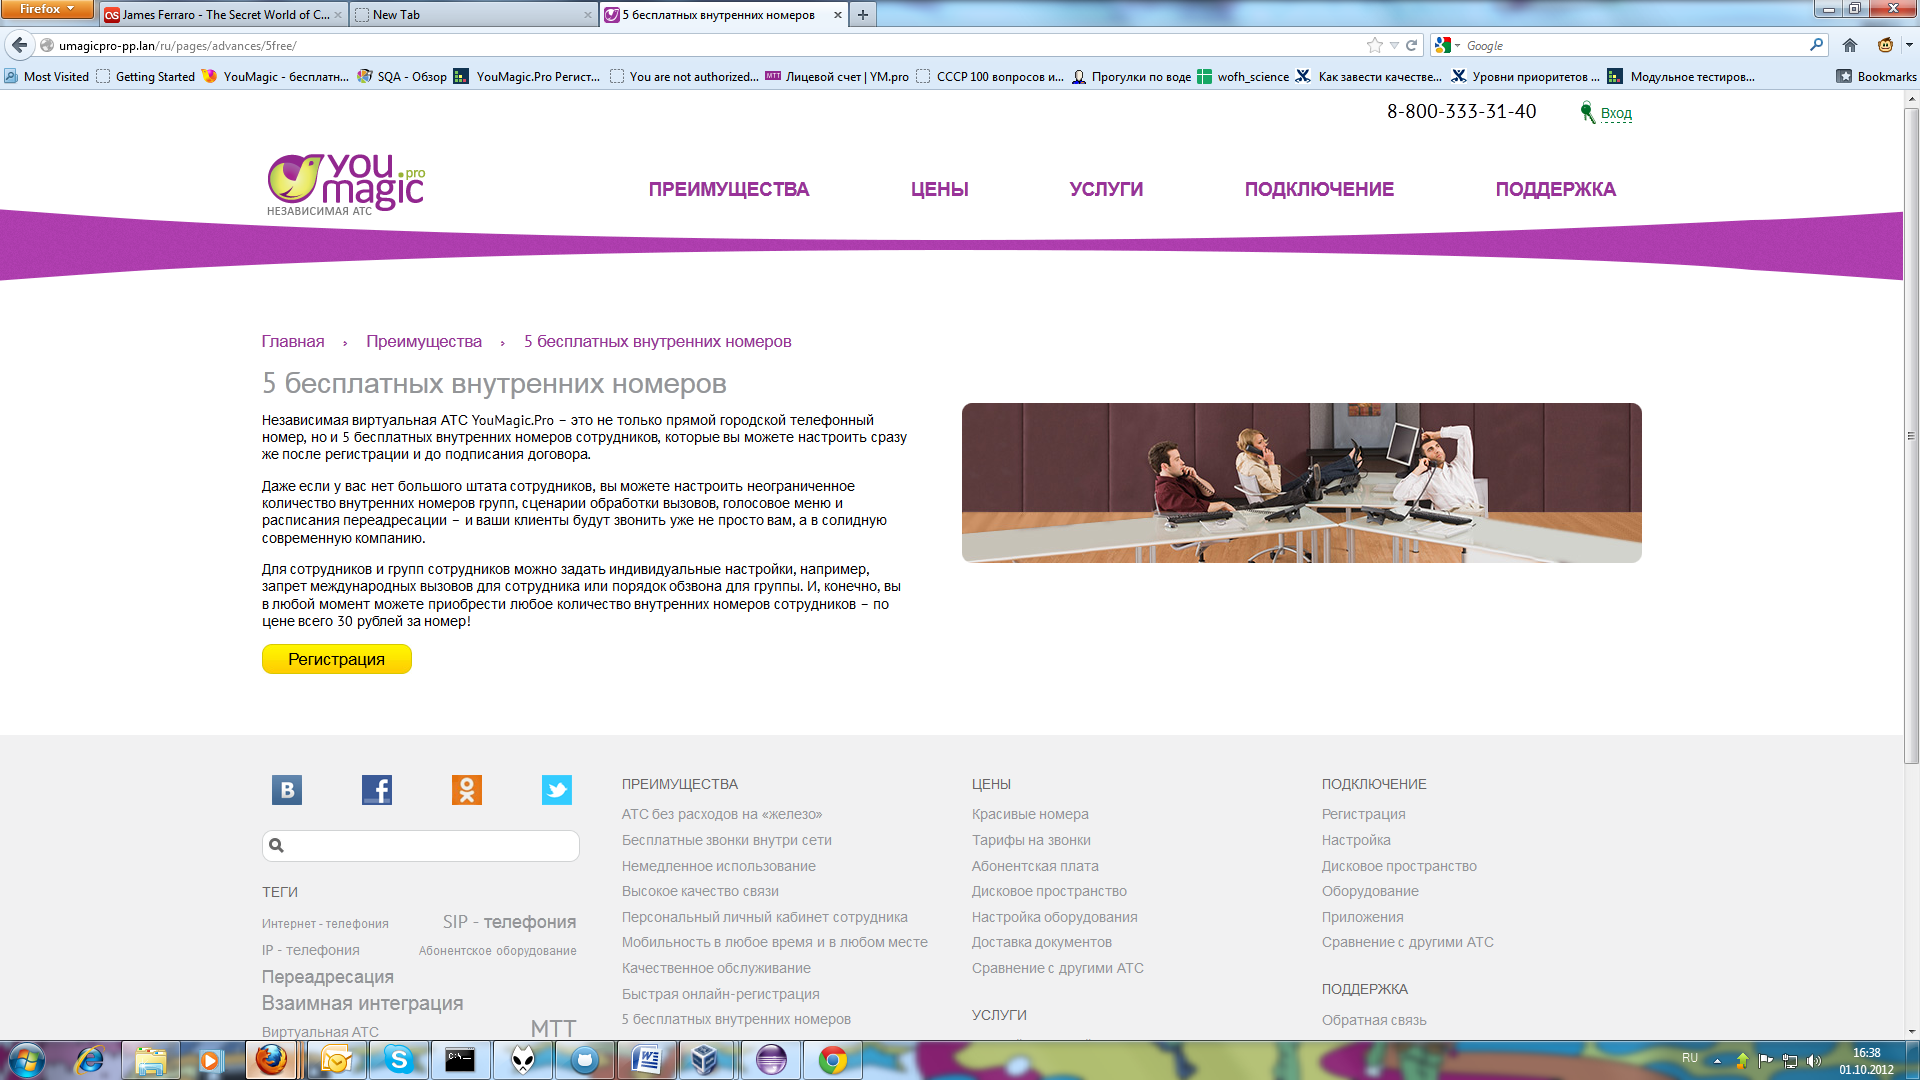 Firefox
James Ferraro - The Secret World of C...
New Tab
5 бесплатных внутренних номеров
umagicpro-pp.lan/ru/pages/advances/5free/
Google
Most Visited
Getting Started
YouMagic - бесплатн...
SQA - Обзор
YouMagic.Pro Регист...
You are not authorized...
Лицевой счет | YM.pro
СССР 100 вопросов и...
Прогулки по воде
wofh_science
Как завести качестве...
Уровни приоритетов ...
Модульное тестиров...
Bookmarks
8-800-333-31-40
Вход
you
magic
.pro
НЕЗАВИСИМАЯ АТС
ПРЕИМУЩЕСТВА
ЦЕНЫ
УСЛУГИ
ПОДКЛЮЧЕНИЕ
ПОДДЕРЖКА
Главная › Преимущества › 5 бесплатных внутренних номеров
5 бесплатных внутренних номеров
Независимая виртуальная АТС YouMagic.Pro – это не только прямой городской телефонный
номер, но и 5 бесплатных внутренних номеров сотрудников, которые вы можете настроить сразу
же после регистрации и до подписания договора.
Даже если у вас нет большого штата сотрудников, вы можете настроить неограниченное
количество внутренних номеров групп, сценарии обработки вызовов, голосовое меню и
расписания переадресации – и ваши клиенты будут звонить уже не просто вам, а в солидную
современную компанию.
Для сотрудников и групп сотрудников можно задать индивидуальные настройки, например,
запрет международных вызовов для сотрудника или порядок обзвона для группы. И, конечно, вы
в любой момент можете приобрести любое количество внутренних номеров сотрудников – по
цене всего 30 рублей за номер!
Регистрация
ТЕГИ
Интернет - телефония
SIP - телефония
IP - телефония
Абонентское оборудование
Переадресация
Взаимная интеграция
Виртуальная АТС
МТТ
ПРЕИМУЩЕСТВА
АТС без расходов на «железо»
Бесплатные звонки внутри сети
Немедленное использование
Высокое качество связи
Персональный личный кабинет сотрудника
Мобильность в любое время и в любом месте
Качественное обслуживание
Быстрая онлайн-регистрация
5 бесплатных внутренних номеров
ЦЕНЫ
Красивые номера
Тарифы на звонки
Абонентская плата
Дисковое пространство
Настройка оборудования
Доставка документов
Сравнение с другими АТС
УСЛУГИ
ПОДКЛЮЧЕНИЕ
Регистрация
Настройка
Дисковое пространство
Оборудование
Приложения
Сравнение с другими АТС
ПОДДЕРЖКА
Обратная связь
RU
16:38
01.10.2012